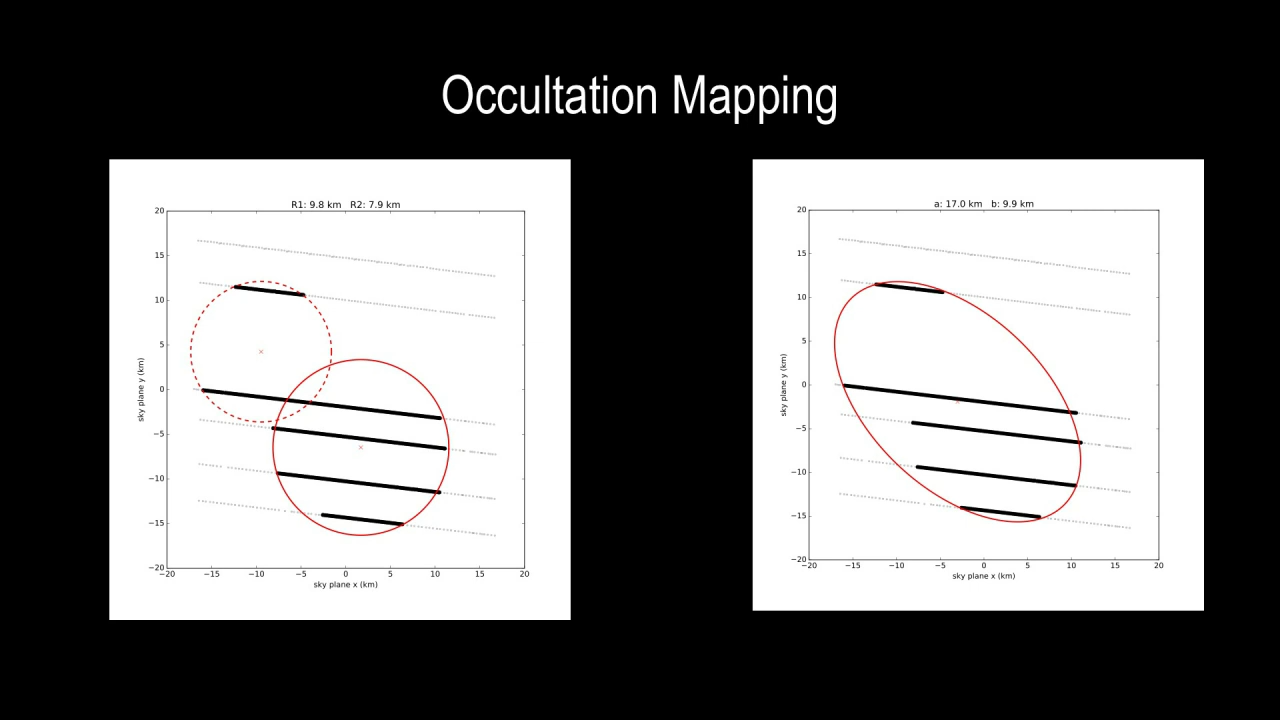 Occultation Mapping
R1: 9.8 km R2: 7.9 km
20
15
10
5
0
−5
−10
−15
−20
sky plane y (km)
−20 −15 −10 −5 0 5 10 15 20
sky plane x (km)
a: 17.0 km b: 9.9 km
20
15
10
5
0
−5
−10
−15
−20
sky plane y (km)
−20 −15 −10 −5 0 5 10 15 20
sky plane x (km)